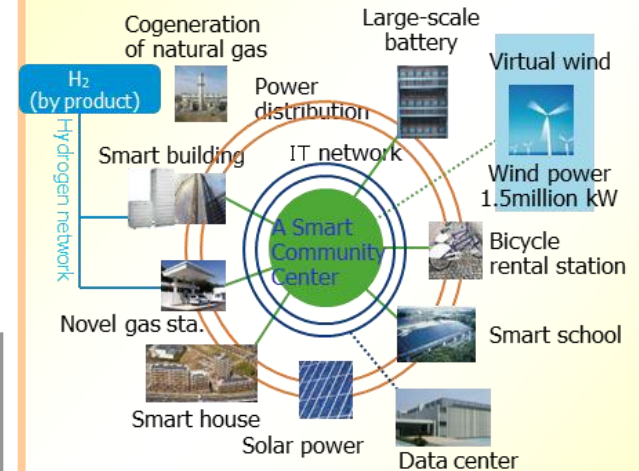 Cogeneration
of natural gas
Large-scale
battery
H₂
(by product)
Virtual wind
Power
distribution
Hydrogen network
Smart building
IT network
Wind power
1.5million kW
A Smart
Community
Center
Bicycle
rental station
Novel gas sta.
Smart school
Smart house
Solar power
Data center